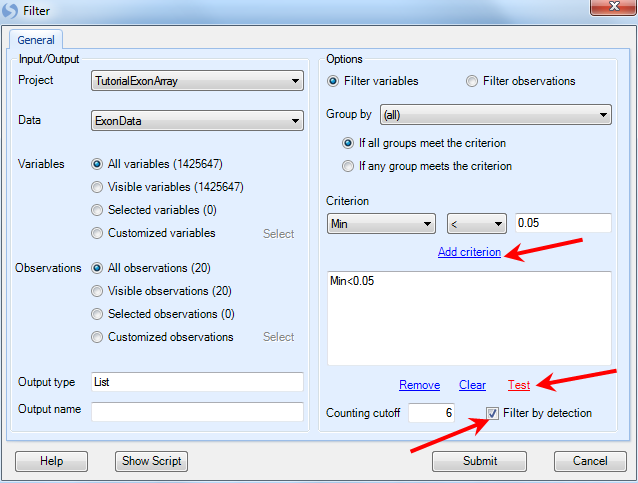 Filter
General
Input/Output
Project
TutorialExonArray
Data
ExonData
Variables
All variables (1425647)
Visible variables (1425647)
Selected variables (0)
Customized variables
Select
Observations
All observations (20)
Visible observations (20)
Selected observations (0)
Customized observations
Select
Output type
List
Output name
Options
Filter variables
Filter observations
Group by
(all)
If all groups meet the criterion
If any group meets the criterion
Criterion
Min
<
0.05
Add criterion
Min<0.05
Remove
Clear
Test
Counting cutoff
6
Filter by detection
Help
Show Script
Submit
Cancel